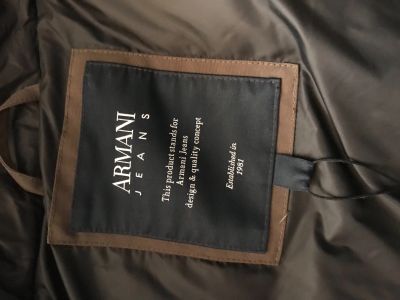 ARMANI
JEANS
This product stands for
Armani Jeans
design & quality concept
Established in
1981